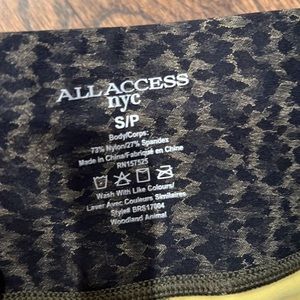 ALL ACCESS
nyc
S/P
Body/Corps:
73% Nylon/27% Spandex
Made in China/Fabriqué en Chine
RN157525
Wash With Like Colours/
Laver Avec Couleurs Similaires
Style# BRS17004
Woodland Animal